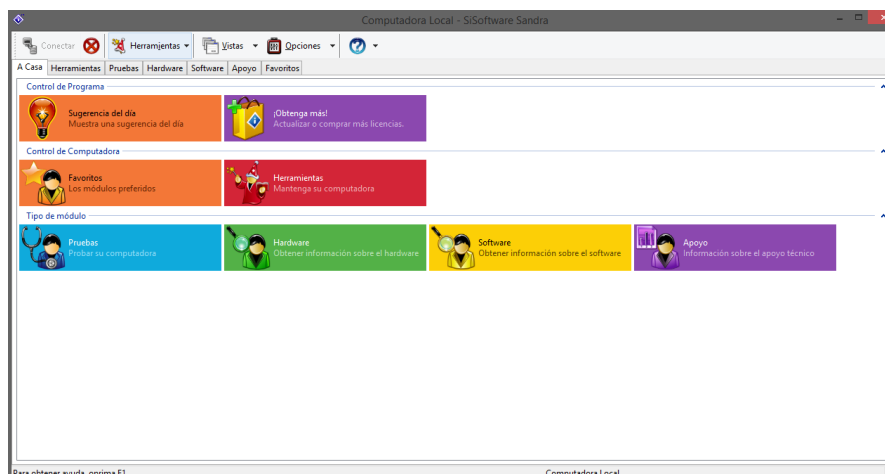 Computadora Local - SiSoftware Sandra
Conectar Herramientas Vistas Opciones
A Casa Herramientas Pruebas Hardware Software Apoyo Favoritos
Control de Programa
Sugerencia del día
Muestra una sugerencia del día
¡Obtenga más!
Actualizar o comprar más licencias.
Control de Computadora
Favoritos
Los módulos preferidos
Herramientas
Mantenga su computadora
Tipo de módulo
Pruebas
Probar su computadora
Hardware
Obtener información sobre el hardware
Software
Obtener información sobre el software
Apoyo
Información sobre el apoyo técnico
Para obtener ayuda, oprima F1
Computadora Local